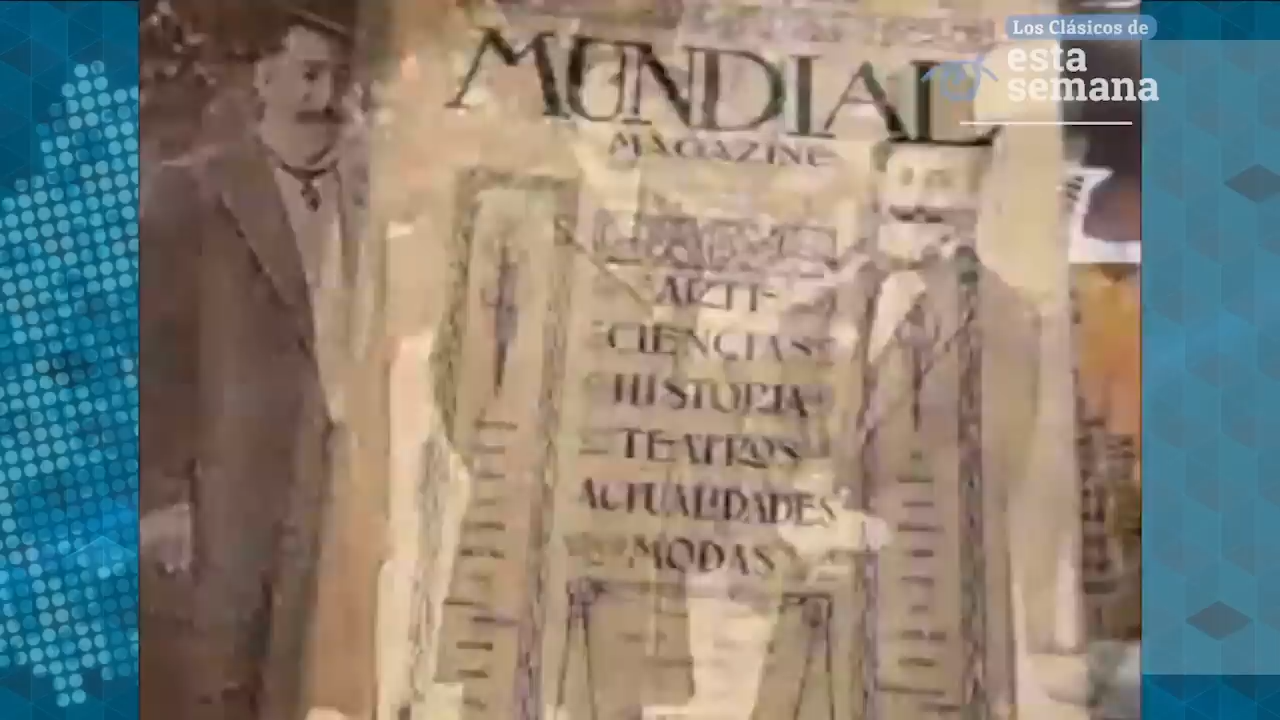 Los Clásicos de
esta
semana
MUNDIAL
MAGAZINE
ARTE
CIENCIAS
HISTORIA
TEATROS
ACTUALIDADES
MODAS